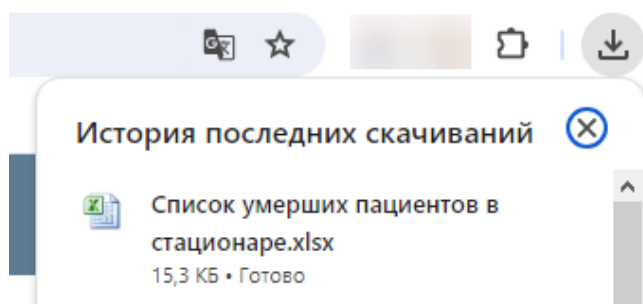 История последних скачиваний
Список умерших пациентов в
стационаре.xlsx
15,3 КБ • Готово